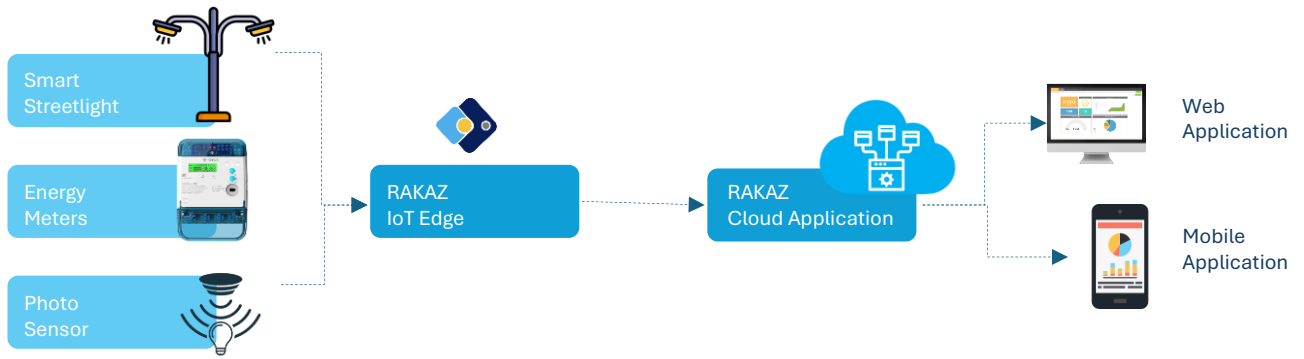 Smart
Streetlight
Energy
Meters
Photo
Sensor
RAKAZ
IoT Edge
RAKAZ
Cloud Application
Web
Application
Mobile
Application